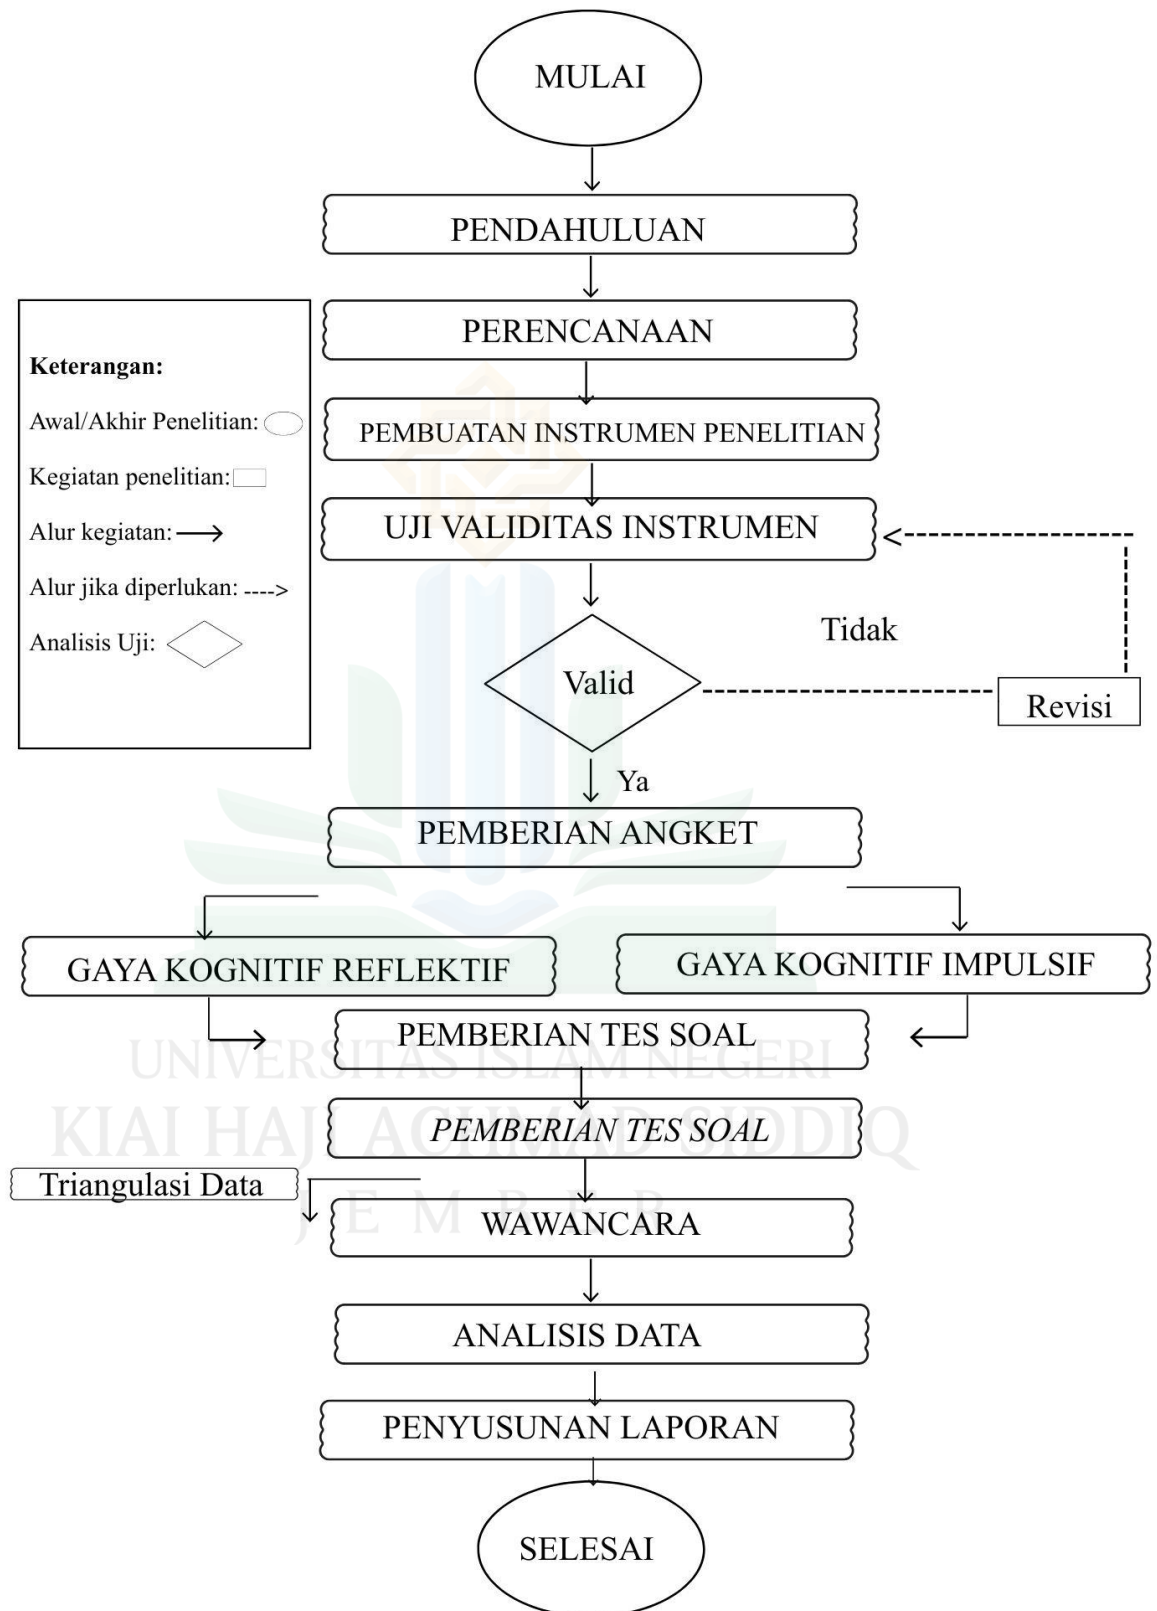 MULAI
PENDAHULUAN
PERENCANAAN
Keterangan:
Awal/Akhir Penelitian:
Kegiatan penelitian:
Alur kegiatan:
Alur jika diperlukan:
Analisis Uji:
PEMBUATAN INSTRUMEN PENELITIAN
UJI VALIDITAS INSTRUMEN
Tidak
Valid
Revisi
Ya
PEMBERIAN ANGKET
GAYA KOGNITIF REFLEKTIF
GAYA KOGNITIF IMPULSIF
PEMBERIAN TES SOAL
UNIVERSITAS ISLAM NEGERI
PEMBERIAN TES SOAL
KIAI HAJI ACHMAD SIDDIQ
Triangulasi Data
JEMBER
WAWANCARA
ANALISIS DATA
PENYUSUNAN LAPORAN
SELESAI